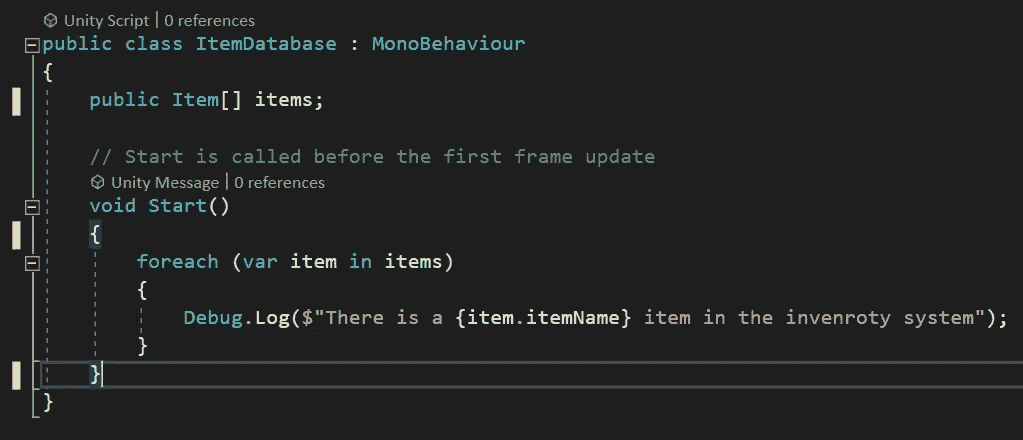 Unity Script | 0 references
public class ItemDatabase : MonoBehaviour
{
public Item[] items;
// Start is called before the first frame update
Unity Message | 0 references
void Start()
{
foreach (var item in items)
{
Debug.Log($"There is a {item.itemName} item in the invenroty system");
}
}
}